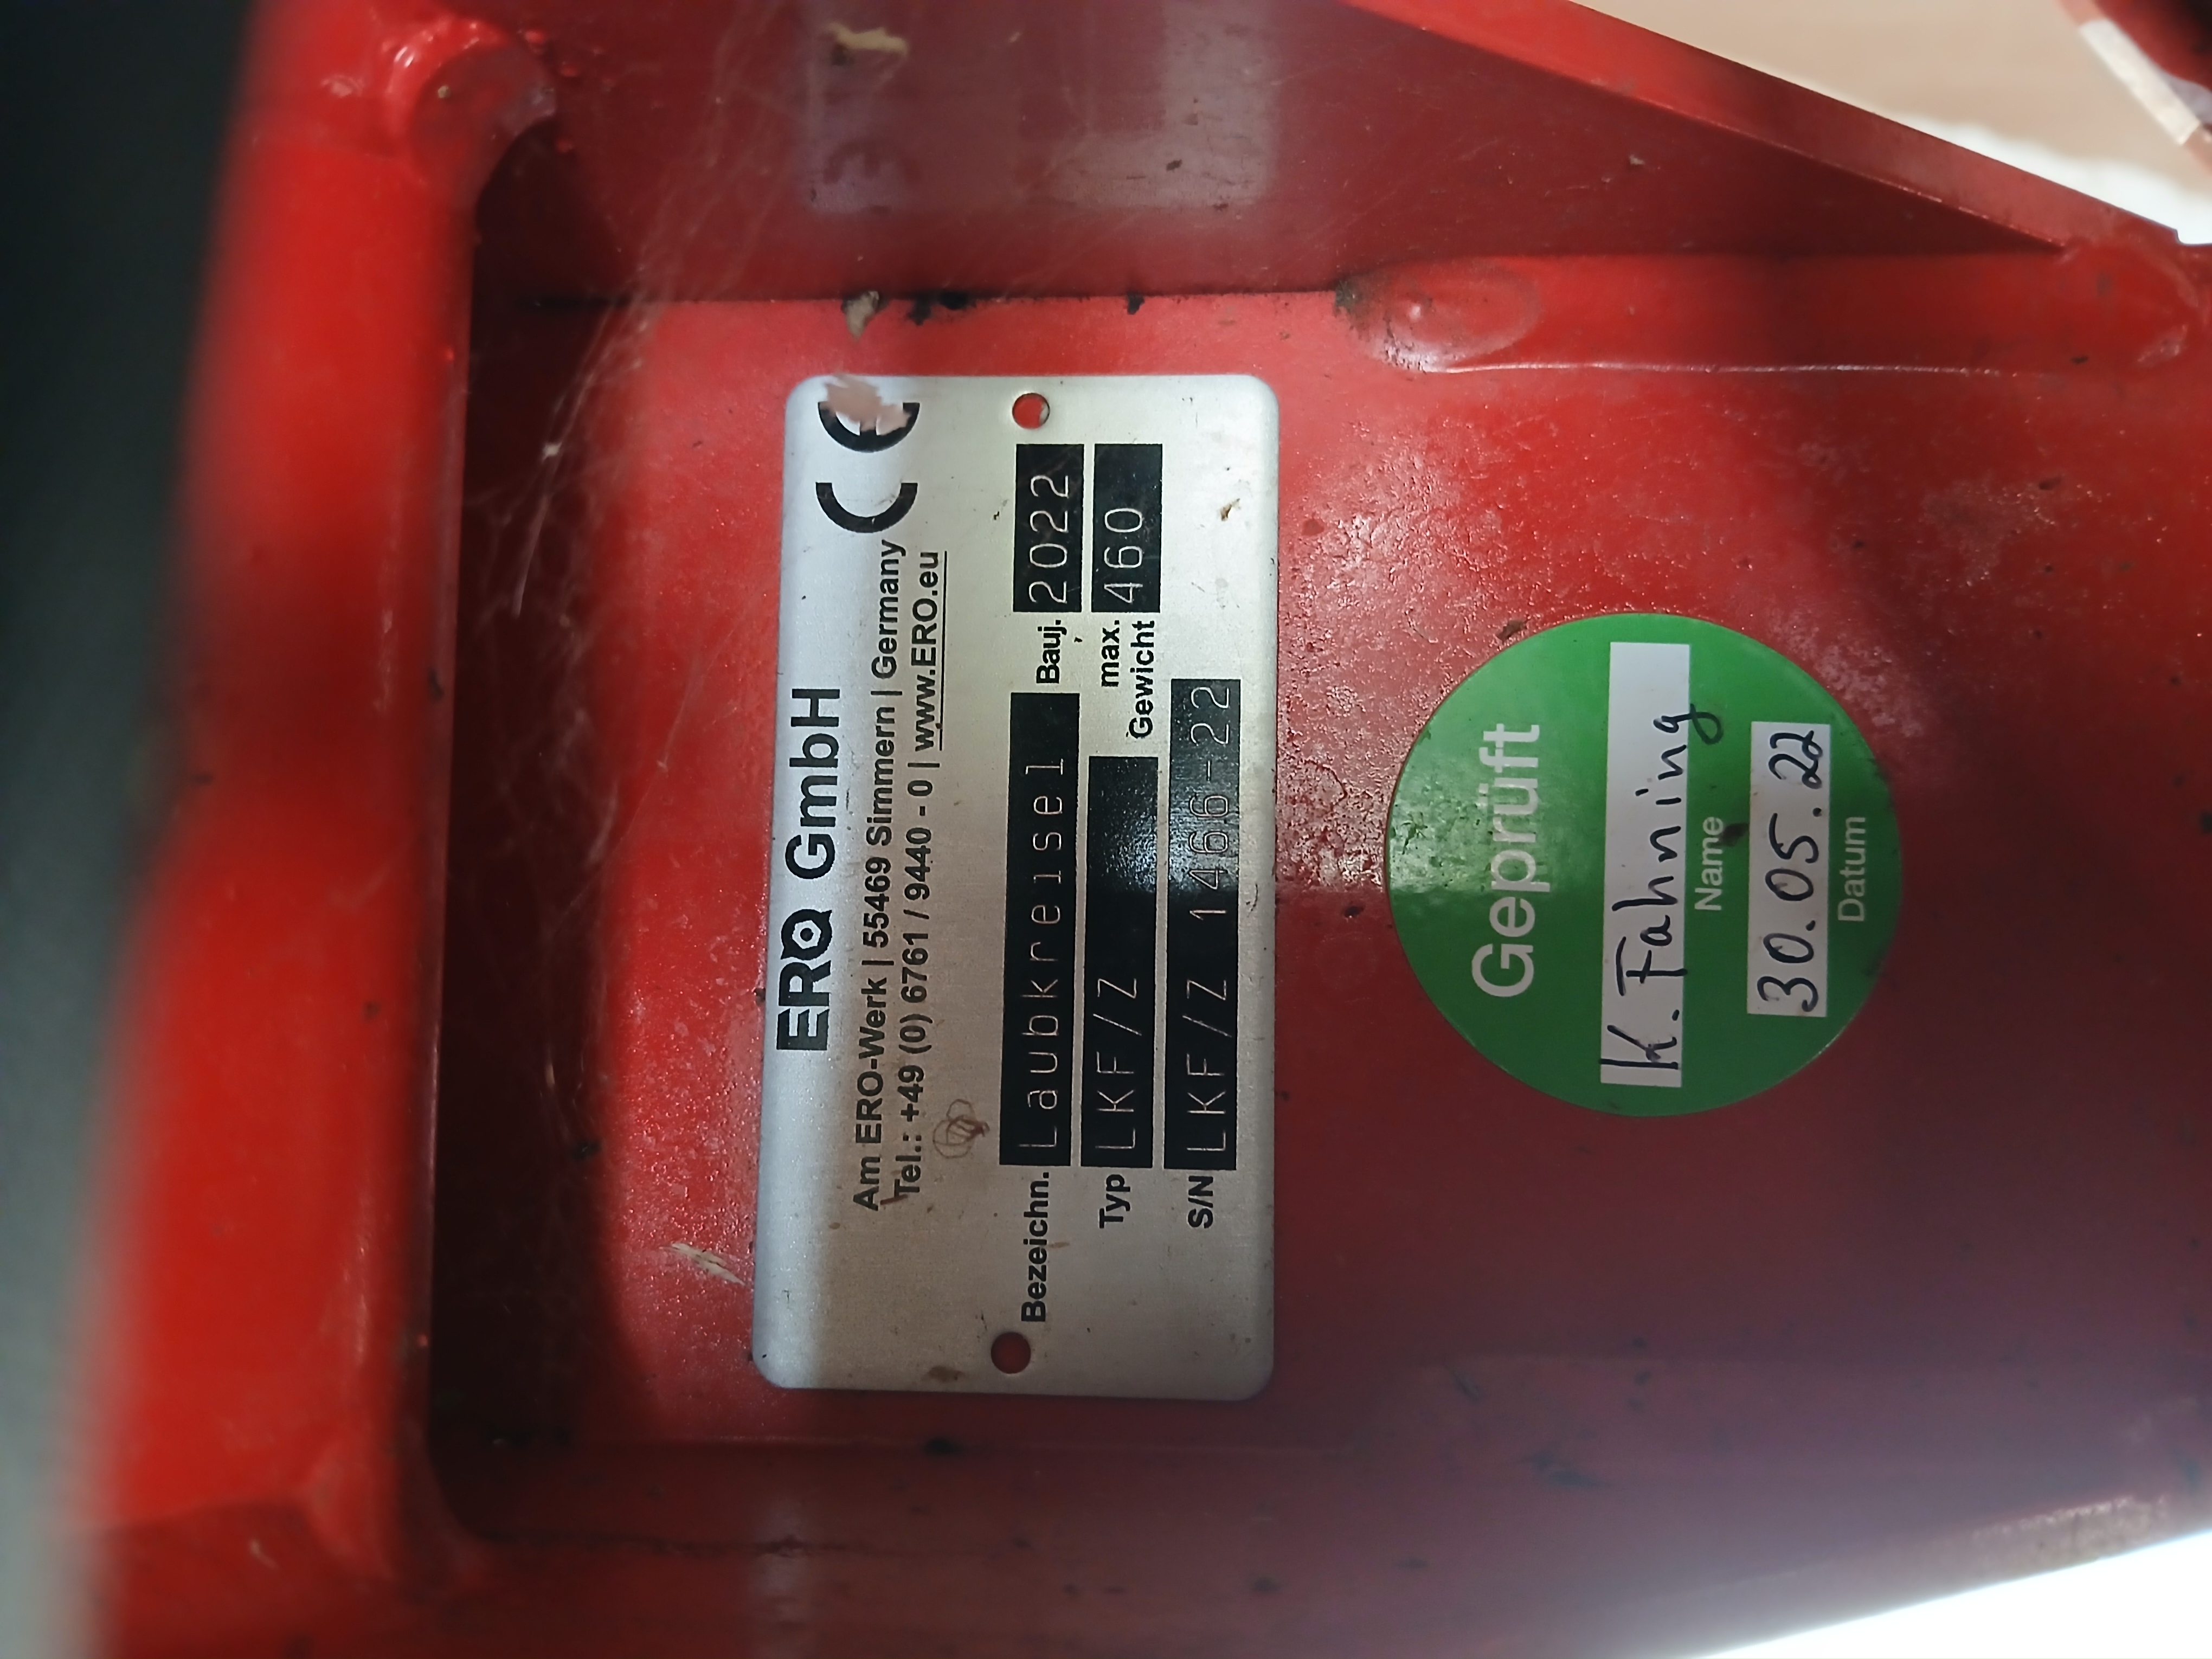 ERO GmbH
Am ERO-Werk | 55469 Simmern | Germany
Tel.: +49 (0) 6761 / 9440 - 0 | www.ERO.eu
CE
Bezeichn. Laubkreisel Bauj. 2022
Typ LKF/Z max. Gewicht 460
S/N LKF/Z 1466-22
Geprüft
K. Fahning
Name
30.05.22
Datum